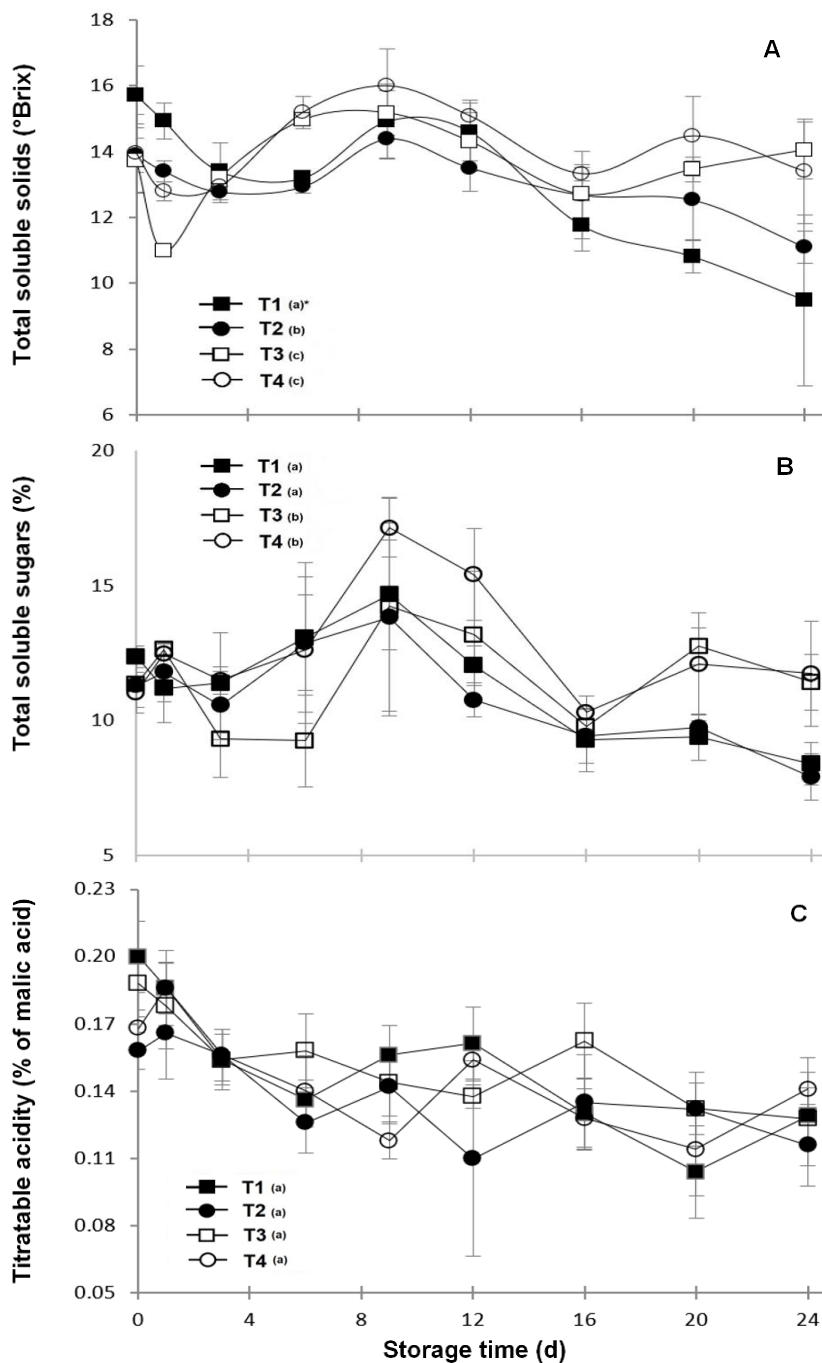 18
A
16
14
12
10
8
6
Total soluble solids (°Brix)
T1 (a)*
T2 (b)
T3 (c)
T4 (c)
20
B
15
10
5
Total soluble sugars (%)
T1 (a)
T2 (a)
T3 (b)
T4 (b)
0.23
C
0.20
0.17
0.14
0.11
0.08
0.05
Titratable acidity (% of malic acid)
T1 (a)
T2 (a)
T3 (a)
T4 (a)
0 4 8 12 16 20 24
Storage time (d)